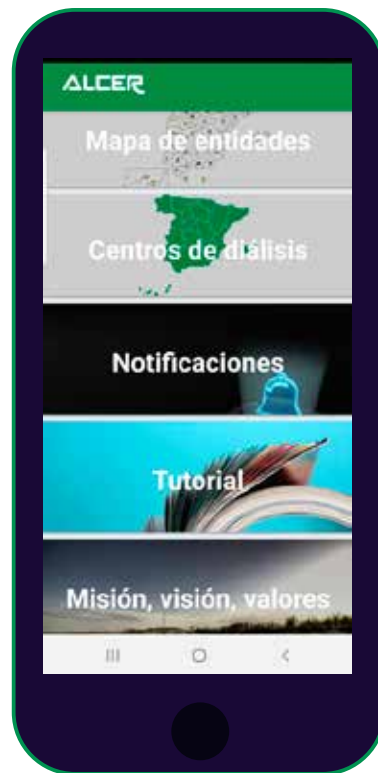 ALCER
Mapa de entidades
Centros de diálisis
Notificaciones
Tutorial
Misión, visión, valores